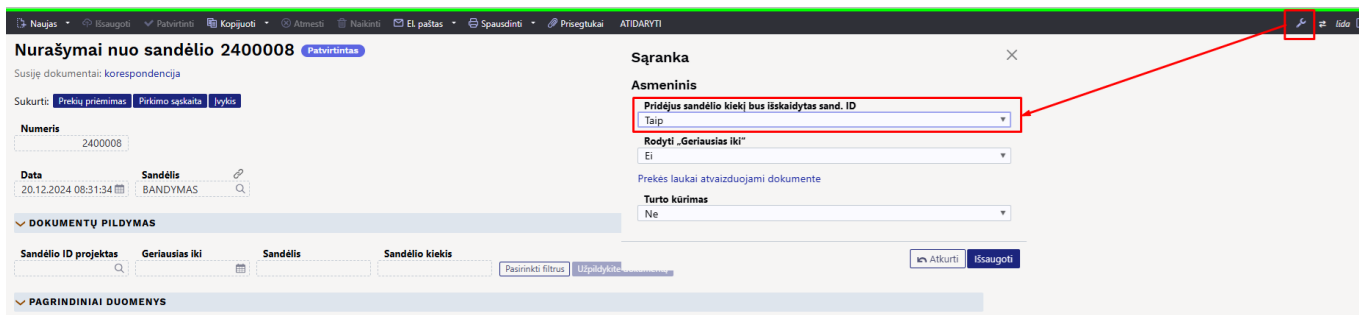 Naujas Išsaugoti Patvirtinti Kopijuoti Atmesti Naikinti El. paštas Spausdinti Prisegtukai ATIDARYTI lida
Nurašymai nuo sandėlio 2400008 Patvirtintas
Susiję dokumentai: korespondencija
Sukurti: Prekių priėmimas Pirkimo sąskaita Įvykis
Numeris
2400008
Data Sandėlis
20.12.2024 08:31:34 BANDYMAS
DOKUMENTŲ PILDYMAS
Sandėlio ID projektas Geriausias iki Sandėlis Sandėlio kiekis
Pasirinkti filtrus Užpildykite
PAGRINDINIAI DUOMENYS
Sąranka
Asmeninis
Pridėjus sandėlio kiekį bus išskaidytas sand. ID
Taip
Rodyti „Geriausias iki"
Ei
Prekės laukai atvaizduojami dokumente
Turto kūrimas
Ne
Atkurti Išsaugoti